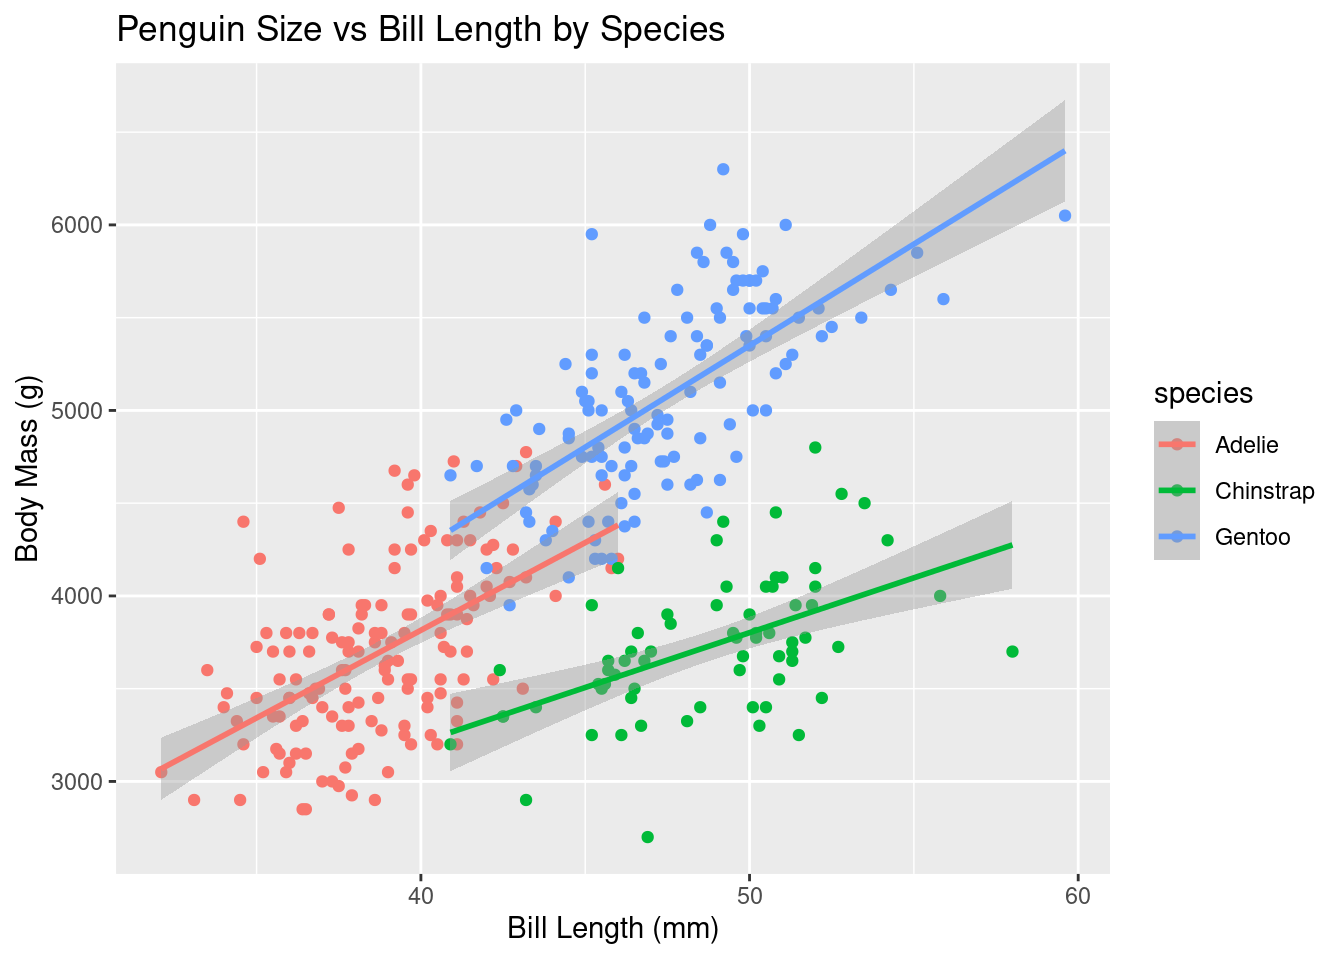 Penguin Size vs Bill Length by Species
6000
5000
4000
3000
Body Mass (g)
40
50
60
Bill Length (mm)
species
Adelie
Chinstrap
Gentoo